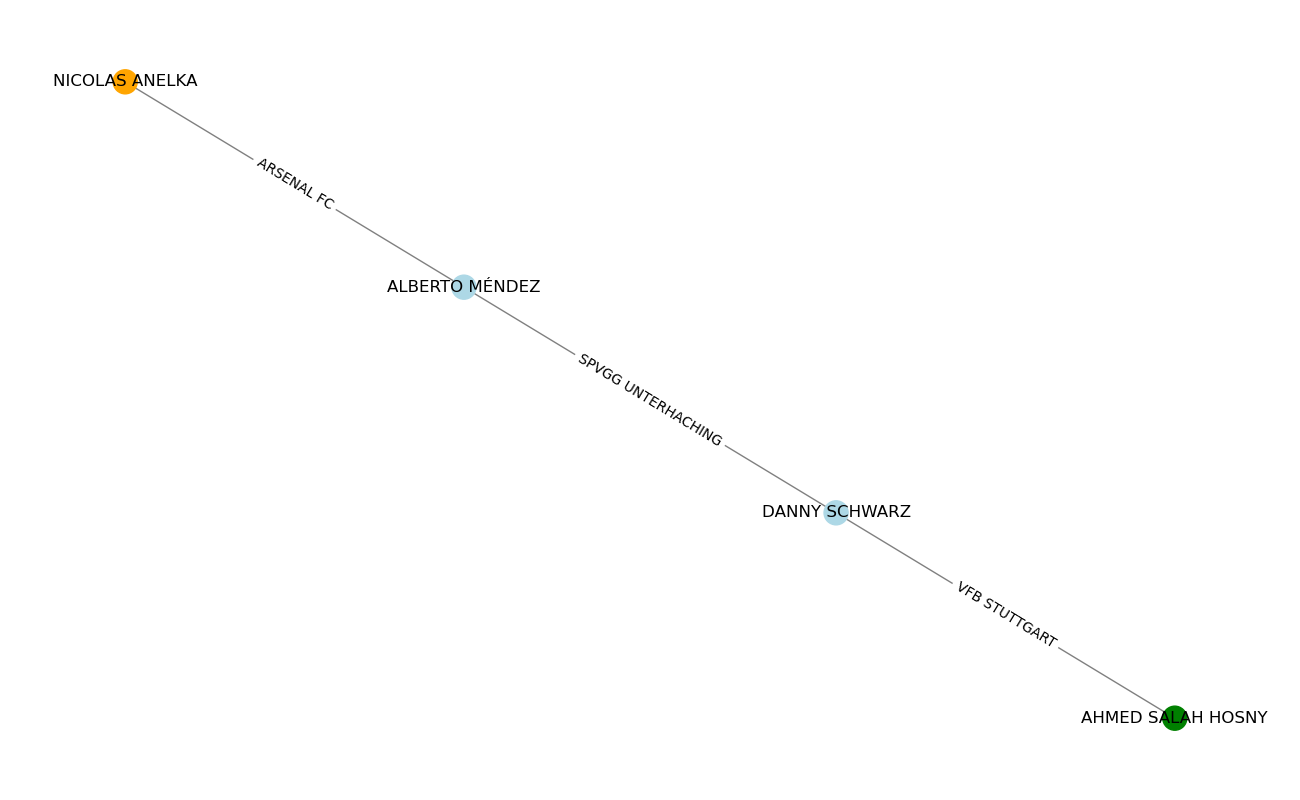 NICOLAS ANELKA
ARSENAL FC
ALBERTO MÉNDEZ
SPVGG UNTERHACHING
DANNY SCHWARZ
VFB STUTTGART
AHMED SALAH HOSNY